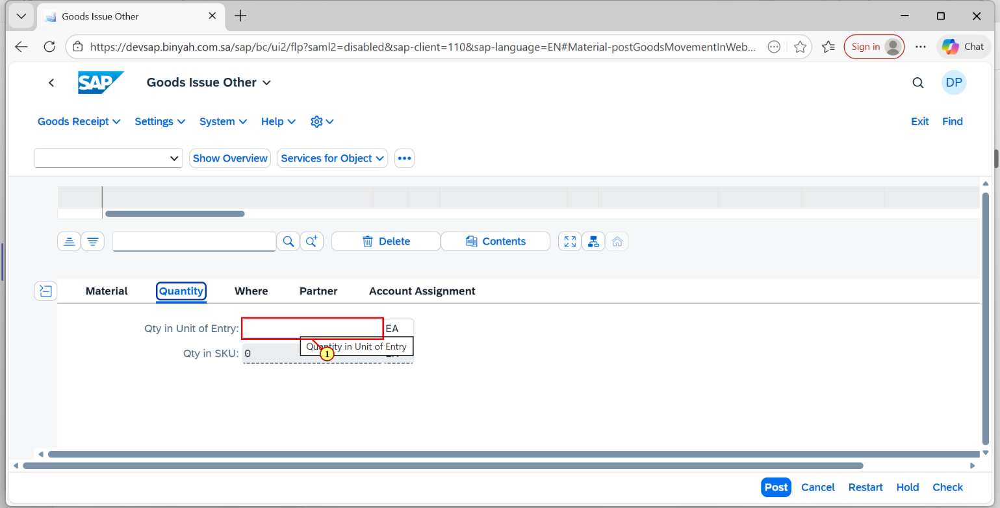 Goods Issue Other
https://devsap.binyah.com.sa/sap/bc/ui2/flp?saml2=disabled&sap-client=110&sap-language=EN#Material-postGoodsMovementInWeb...
Sign in
Chat
SAP
Goods Issue Other
DP
Goods Receipt
Settings
System
Help
Exit
Find
Show Overview
Services for Object
Delete
Contents
Material
Quantity
Where
Partner
Account Assignment
Qty in Unit of Entry:
EA
Quantity in Unit of Entry
1
Qty in SKU:
0
Post
Cancel
Restart
Hold
Check